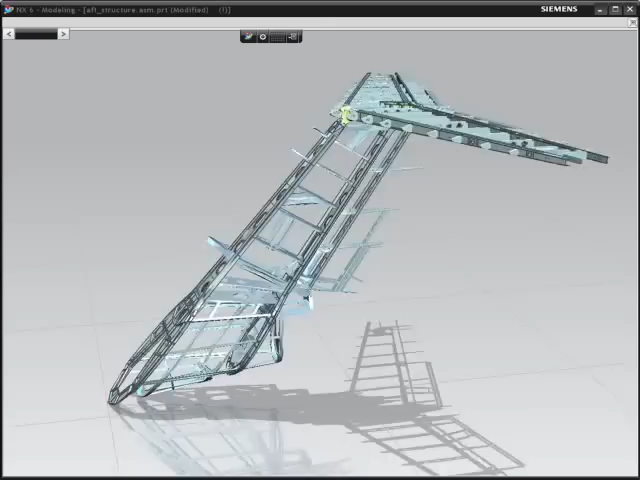 NX 6 - Modeling - [aft_structure.asm.prt (Modified)   (!)]
SIEMENS